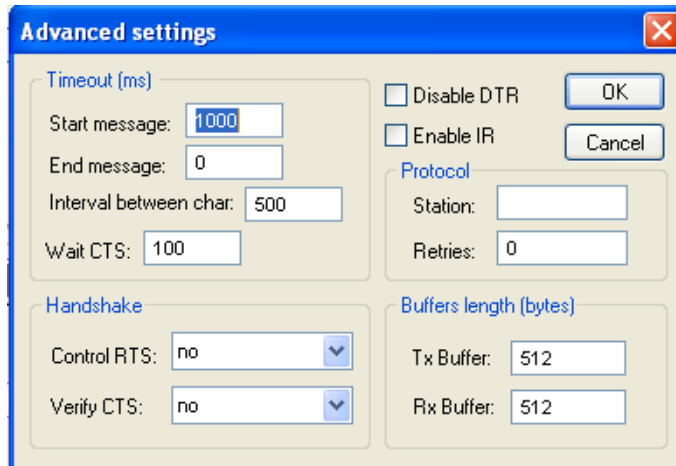 Advanced settings
Timeout (ms)
Start message: 1000
End message: 0
Interval between char: 500
Wait CTS: 100
Disable DTR
Enable IR
OK
Cancel
Protocol
Station:
Retries: 0
Handshake
Control RTS: no
Verify CTS: no
Buffers length (bytes)
Tx Buffer: 512
Rx Buffer: 512